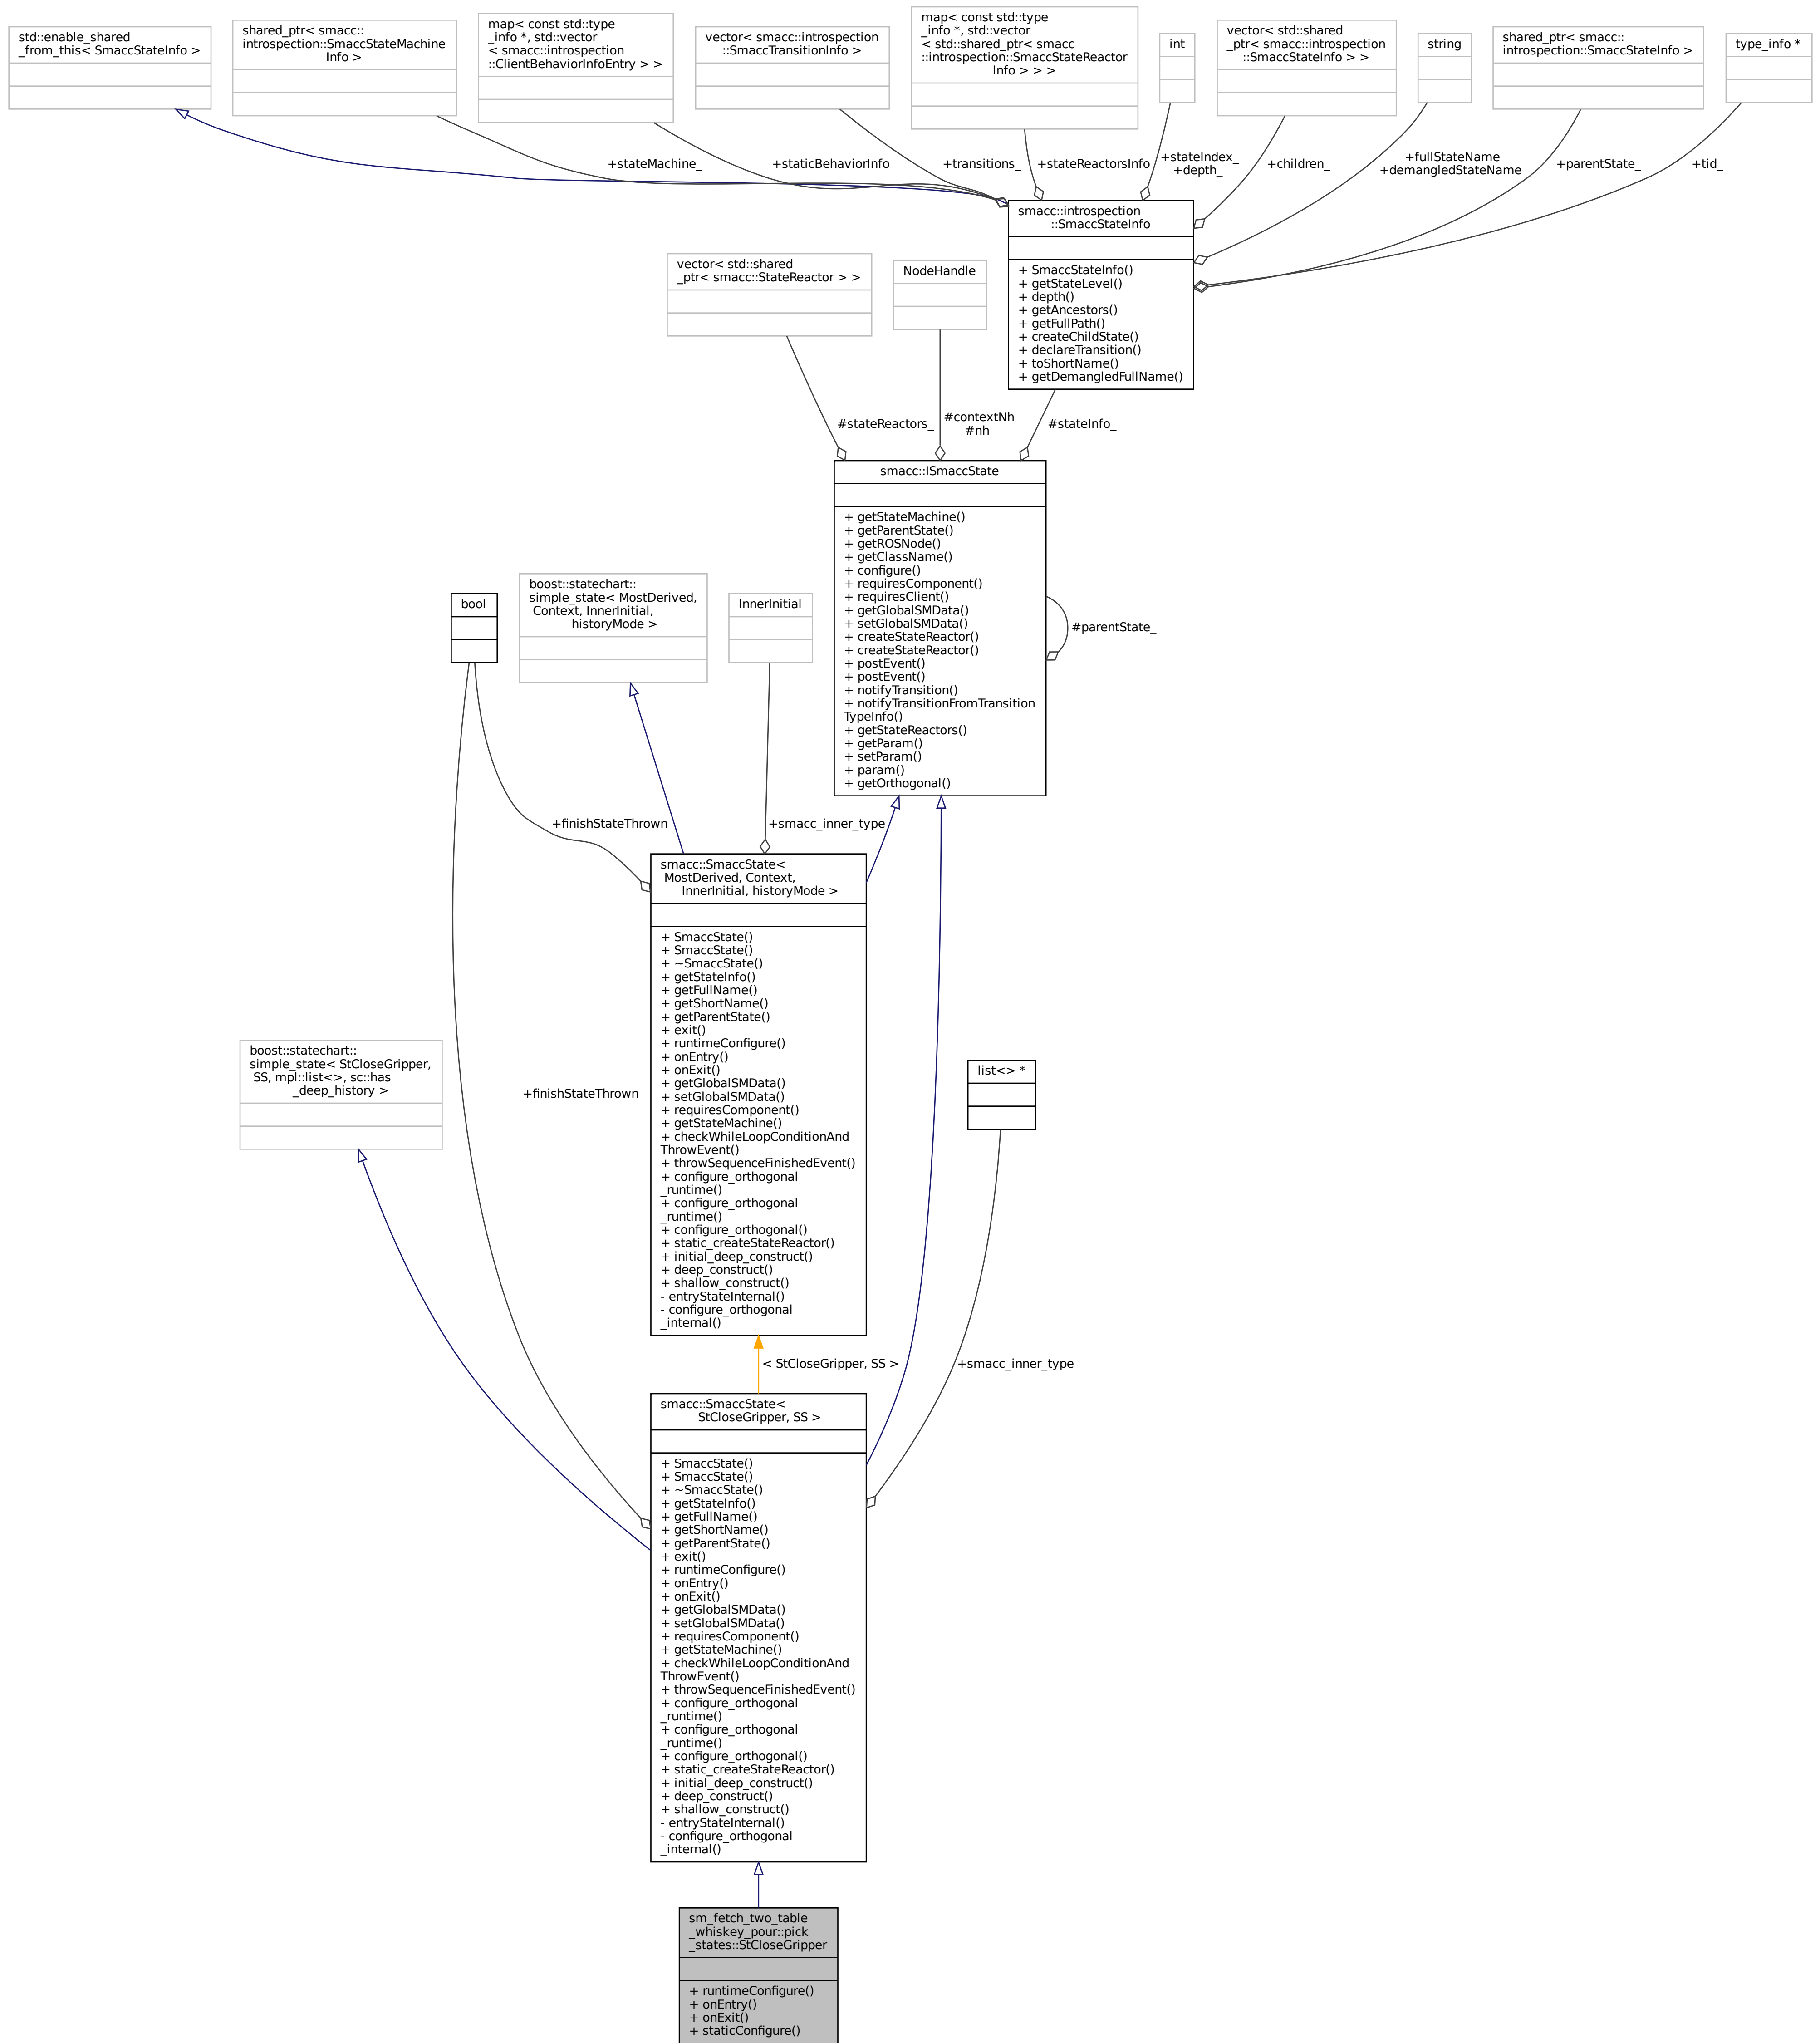 std::enable_shared
_from_this< SmaccStateInfo >
shared_ptr< smacc::
introspection::SmaccStateMachine
Info >
map< const std::type
_info *, std::vector
< smacc::introspection
::ClientBehaviorInfoEntry > >
vector< smacc::introspection
::SmaccTransitionInfo >
map< const std::type
_info *, std::vector
< std::shared_ptr< smacc
::introspection::SmaccStateReactor
Info > > >
int
vector< std::shared
_ptr< smacc::introspection
::SmaccStateInfo > >
string
shared_ptr< smacc::
introspection::SmaccStateInfo >
type_info *
+stateMachine_
+staticBehaviorInfo
+transitions_
+stateReactorsInfo
+stateIndex_
+depth_
+children_
+fullStateName
+demangledStateName
+parentState_
+tid_
smacc::introspection
::SmaccStateInfo
+ SmaccStateInfo()
+ getStateLevel()
+ depth()
+ getAncestors()
+ getFullPath()
+ createChildState()
+ declareTransition()
+ toShortName()
+ getDemangledFullName()
vector< std::shared
_ptr< smacc::StateReactor > >
NodeHandle
#stateReactors_
#contextNh
#nh
#stateInfo_
smacc::ISmaccState
+ getStateMachine()
+ getParentState()
+ getROSNode()
+ getClassName()
+ configure()
+ requiresComponent()
+ requiresClient()
+ getGlobalSMData()
+ setGlobalSMData()
+ createStateReactor()
+ createStateReactor()
+ postEvent()
+ postEvent()
+ notifyTransition()
+ notifyTransitionFromTransition
TypeInfo()
+ getStateReactors()
+ getParam()
+ setParam()
+ param()
+ getOrthogonal()
#parentState_
bool
boost::statechart::
simple_state< MostDerived,
Context, InnerInitial,
historyMode >
InnerInitial
+finishStateThrown
+smacc_inner_type
smacc::SmaccState<
MostDerived, Context,
InnerInitial, historyMode >
+ SmaccState()
+ SmaccState()
+ ~SmaccState()
+ getStateInfo()
+ getFullName()
+ getShortName()
+ getParentState()
+ exit()
+ runtimeConfigure()
+ onEntry()
+ onExit()
+ getGlobalSMData()
+ setGlobalSMData()
+ requiresComponent()
+ getStateMachine()
+ checkWhileLoopConditionAnd
ThrowEvent()
+ throwSequenceFinishedEvent()
+ configure_orthogonal
_runtime()
+ configure_orthogonal
_runtime()
+ configure_orthogonal()
+ static_createStateReactor()
+ initial_deep_construct()
+ deep_construct()
+ shallow_construct()
- entryStateInternal()
- configure_orthogonal
_internal()
boost::statechart::
simple_state< StCloseGripper,
SS, mpl::list<>, sc::has
_deep_history >
+finishStateThrown
list<> *
< StCloseGripper, SS >
+smacc_inner_type
smacc::SmaccState<
StCloseGripper, SS >
+ SmaccState()
+ SmaccState()
+ ~SmaccState()
+ getStateInfo()
+ getFullName()
+ getShortName()
+ getParentState()
+ exit()
+ runtimeConfigure()
+ onEntry()
+ onExit()
+ getGlobalSMData()
+ setGlobalSMData()
+ requiresComponent()
+ getStateMachine()
+ checkWhileLoopConditionAnd
ThrowEvent()
+ throwSequenceFinishedEvent()
+ configure_orthogonal
_runtime()
+ configure_orthogonal
_runtime()
+ configure_orthogonal()
+ static_createStateReactor()
+ initial_deep_construct()
+ deep_construct()
+ shallow_construct()
- entryStateInternal()
- configure_orthogonal
_internal()
sm_fetch_two_table
_whiskey_pour::pick
_states::StCloseGripper
+ runtimeConfigure()
+ onEntry()
+ onExit()
+ staticConfigure()